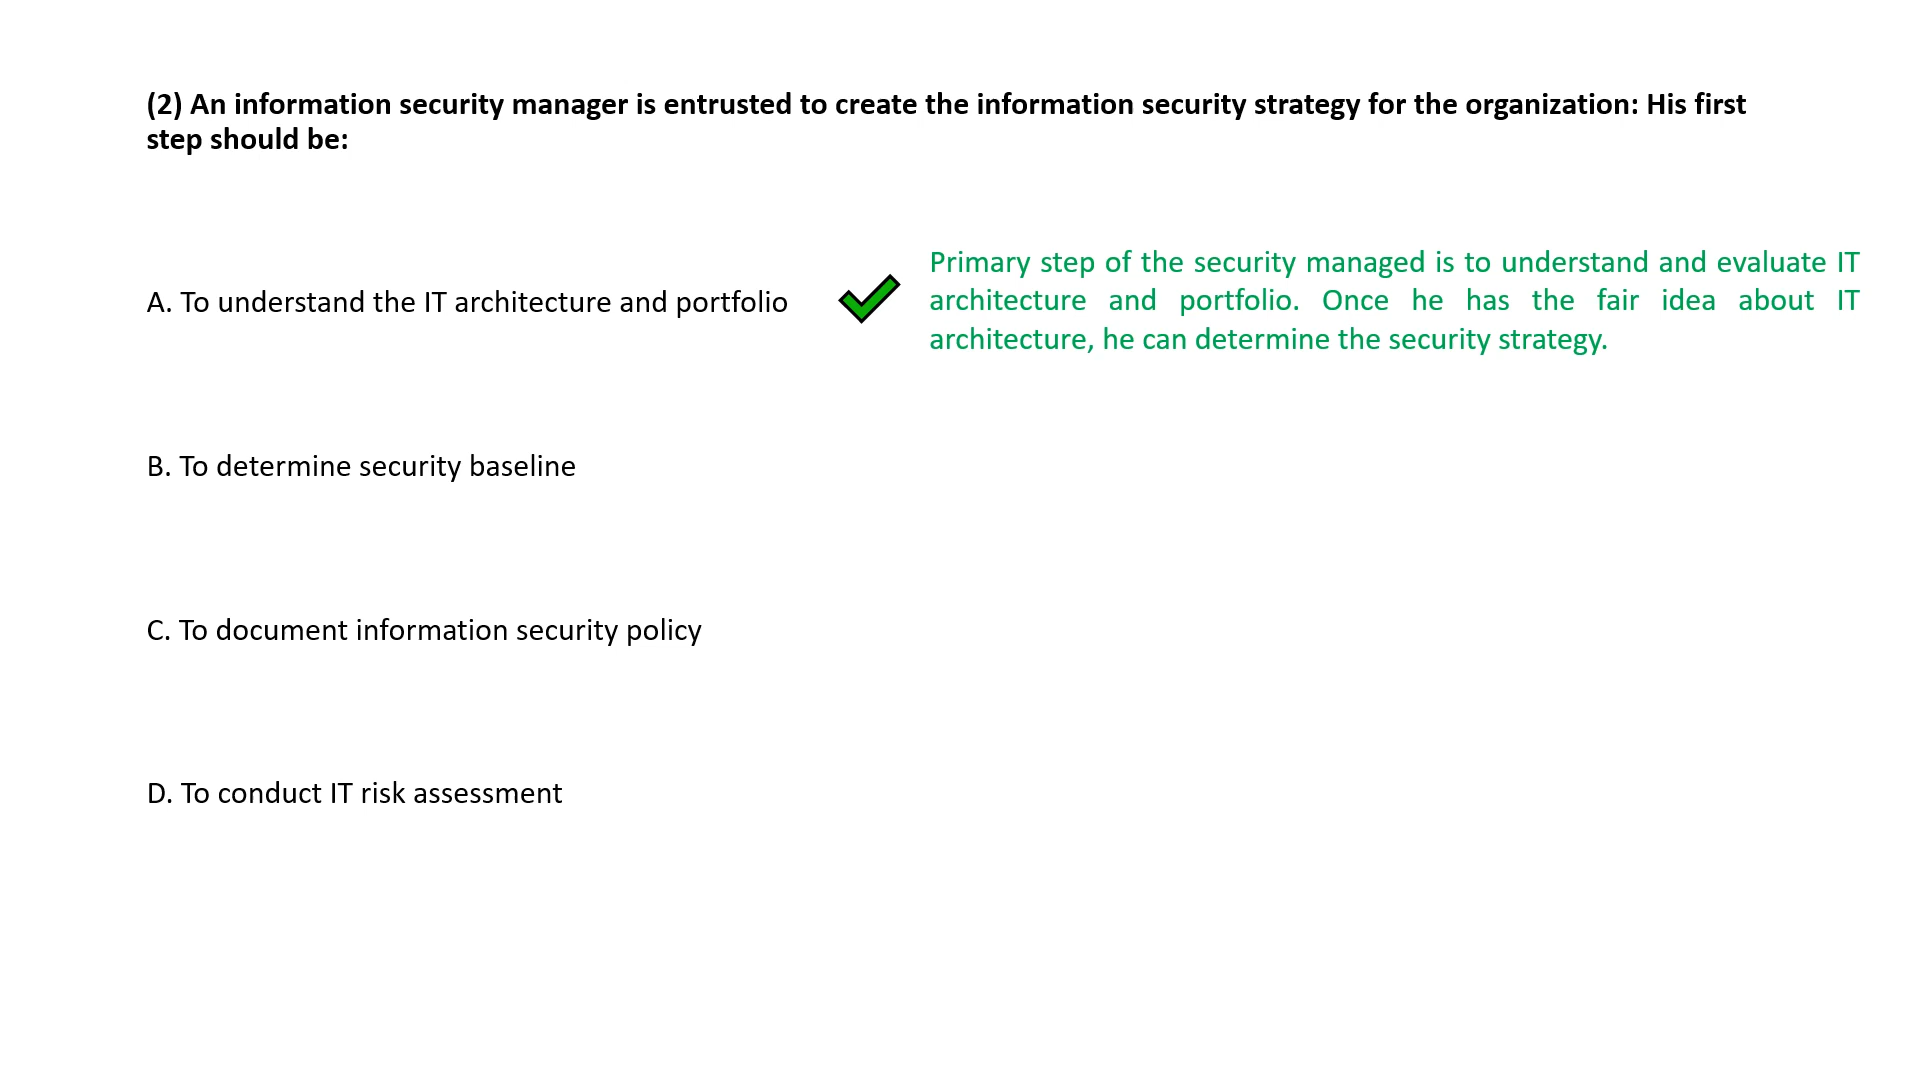 (2) An information security manager is entrusted to create the information security strategy for the organization: His first
step should be:
A. To understand the IT architecture and portfolio
Primary step of the security managed is to understand and evaluate IT
architecture and portfolio. Once he has the fair idea about IT
architecture, he can determine the security strategy.
B. To determine security baseline
C. To document information security policy
D. To conduct IT risk assessment